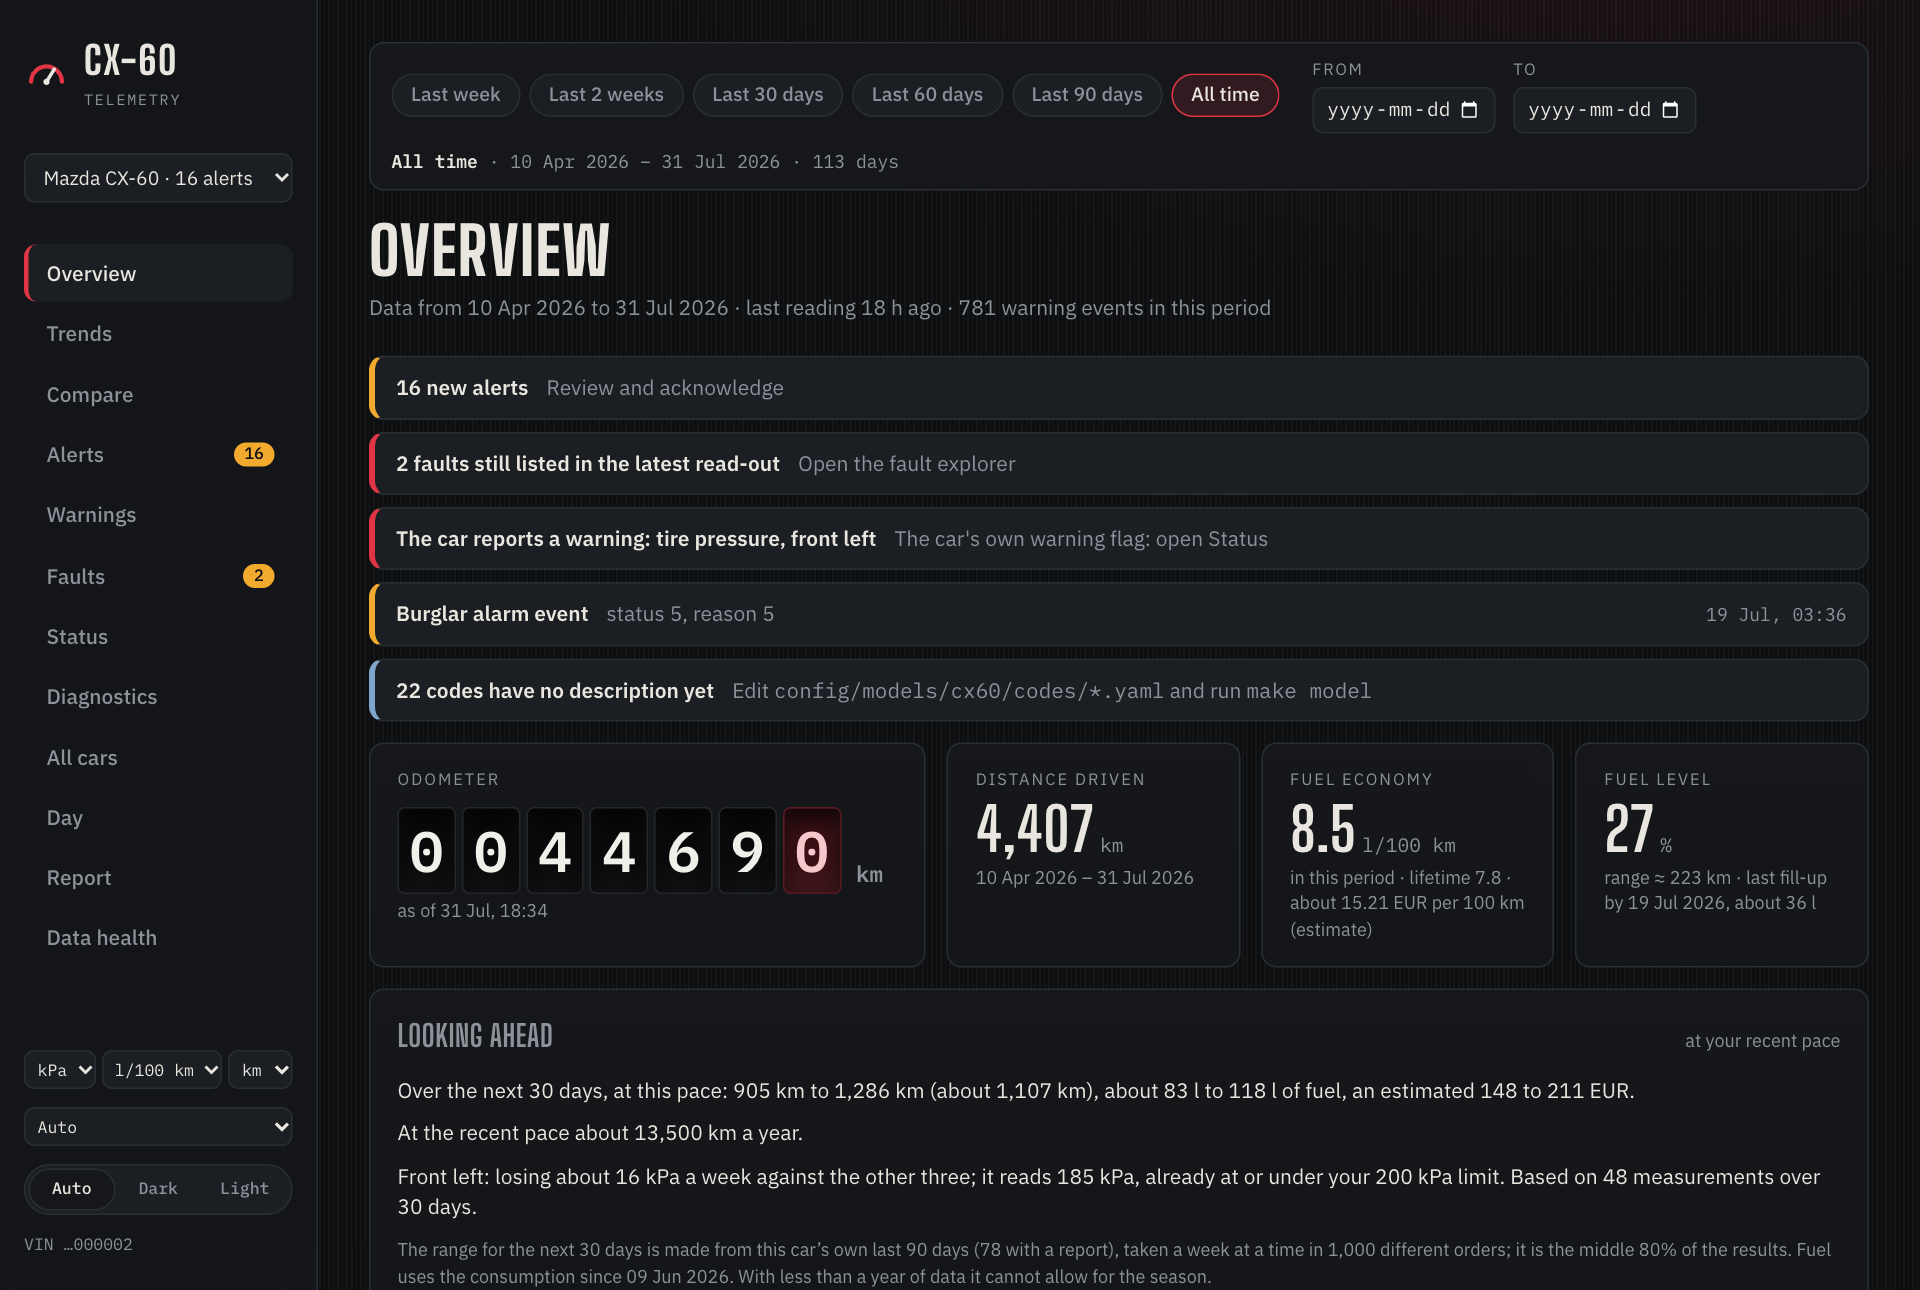 CX-60
TELEMETRY
Mazda CX-60 · 16 alerts
Overview
Trends
Compare
Alerts 16
Warnings
Faults 2
Status
Diagnostics
All cars
Day
Report
Data health
kPa l/100 km km
Auto
Auto Dark Light
VIN …000002
Last week Last 2 weeks Last 30 days Last 60 days Last 90 days All time
FROM TO
yyyy-mm-dd yyyy-mm-dd
All time · 10 Apr 2026 – 31 Jul 2026 · 113 days
OVERVIEW
Data from 10 Apr 2026 to 31 Jul 2026 · last reading 18 h ago · 781 warning events in this period
16 new alerts Review and acknowledge
2 faults still listed in the latest read-out Open the fault explorer
The car reports a warning: tire pressure, front left The car's own warning flag: open Status
Burglar alarm event status 5, reason 5 19 Jul, 03:36
22 codes have no description yet Edit config/models/cx60/codes/*.yaml and run make model
ODOMETER
0044690 km
as of 31 Jul, 18:34
DISTANCE DRIVEN
4,407 km
10 Apr 2026 – 31 Jul 2026
FUEL ECONOMY
8.5 l/100 km
in this period · lifetime 7.8 ·
about 15.21 EUR per 100 km
(estimate)
FUEL LEVEL
27 %
range ≈ 223 km · last fill-up
by 19 Jul 2026, about 36 l
LOOKING AHEAD
at your recent pace
Over the next 30 days, at this pace: 905 km to 1,286 km (about 1,107 km), about 83 l to 118 l of fuel, an estimated 148 to 211 EUR.
At the recent pace about 13,500 km a year.
Front left: losing about 16 kPa a week against the other three; it reads 185 kPa, already at or under your 200 kPa limit. Based on 48 measurements over
30 days.
The range for the next 30 days is made from this car’s own last 90 days (78 with a report), taken a week at a time in 1,000 different orders; it is the middle 80% of the results. Fuel
uses the consumption since 09 Jun 2026. With less than a year of data it cannot allow for the season.